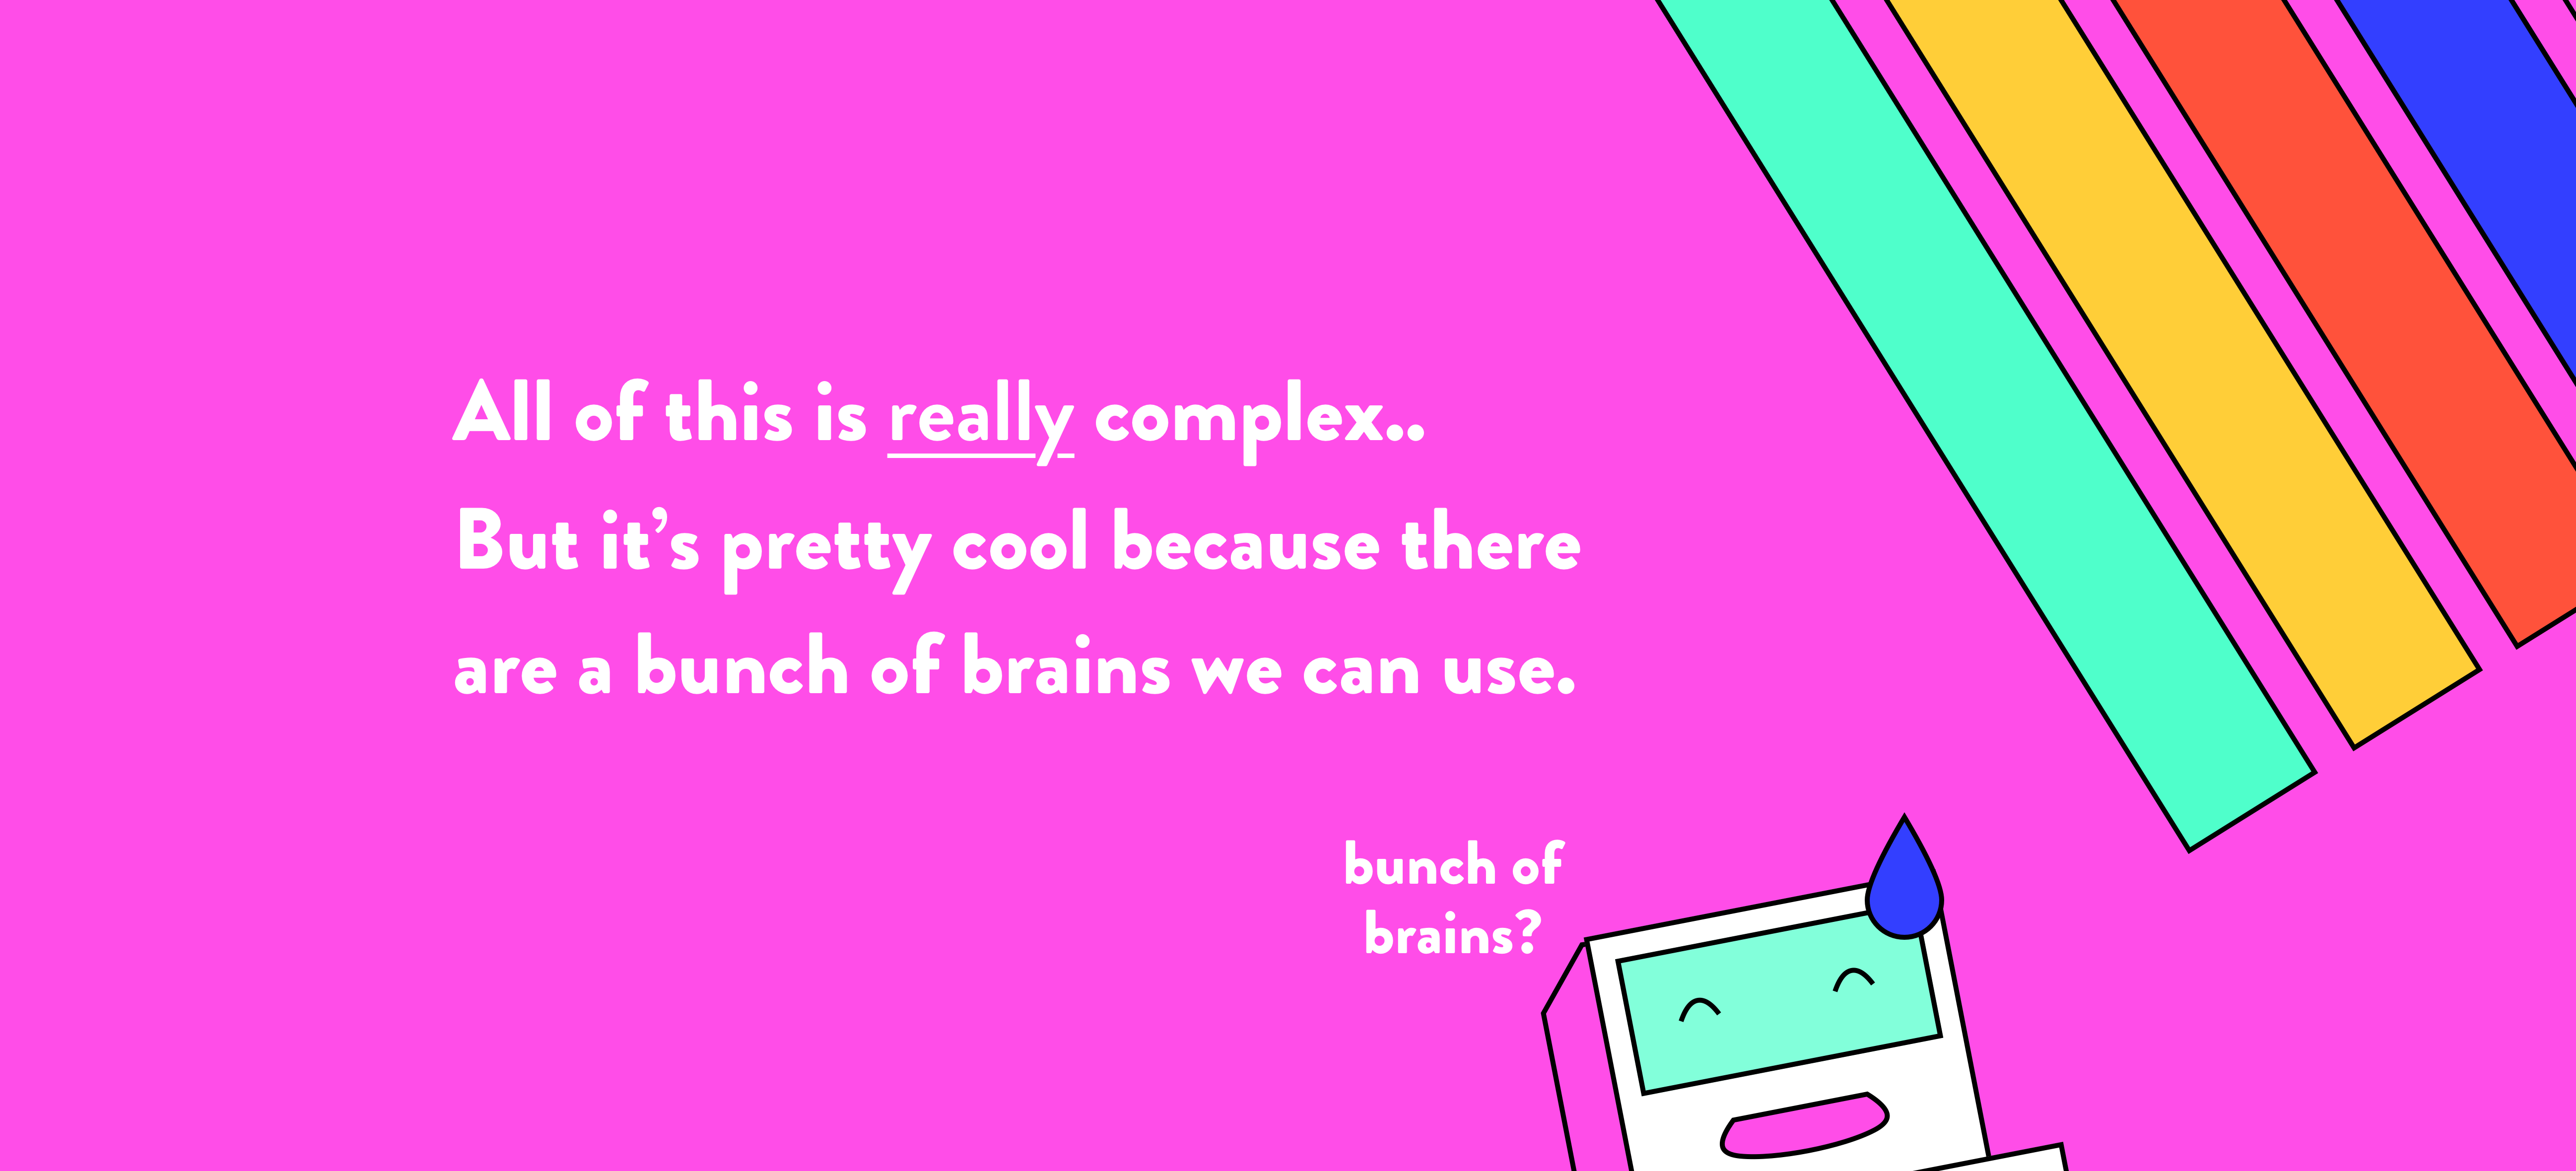 All of this is really complex..
But it’s pretty cool because there
are a bunch of brains we can use.
bunch of
brains?